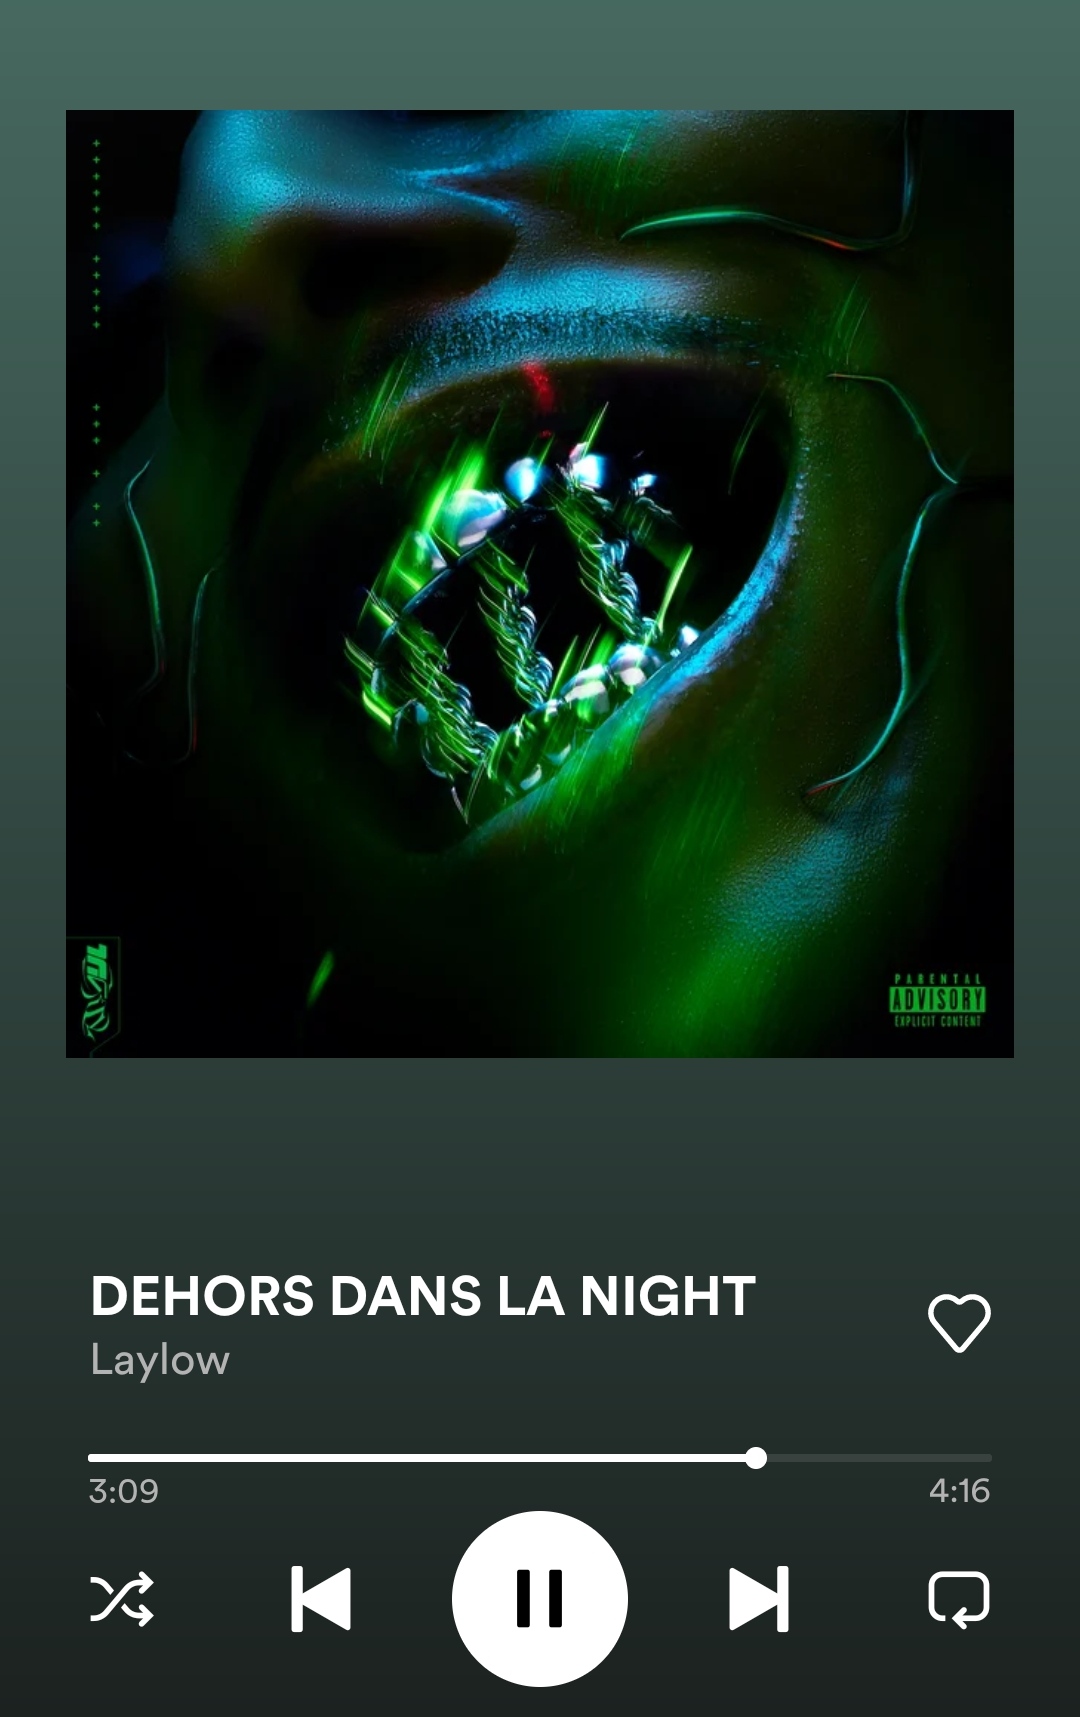 PARENTAL
ADVISORY
EXPLICIT CONTENT
DEHORS DANS LA NIGHT
Laylow
3:09
4:16